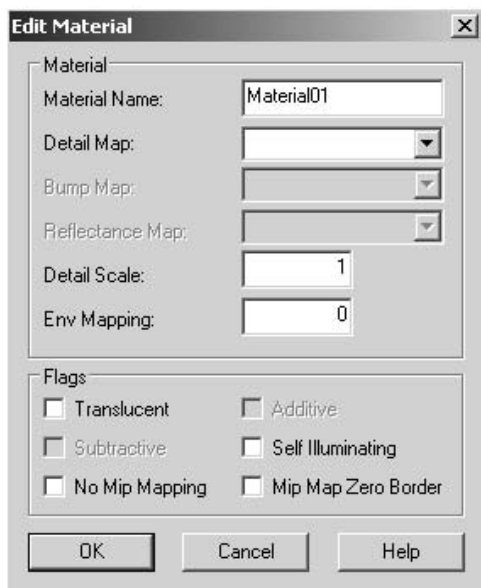 Edit Material
Material
Material Name: Material01
Detail Map:
Bump Map:
Reflectance Map:
Detail Scale: 1
Env Mapping: 0
Flags
Translucent Additive
Subtractive Self Illuminating
No Mip Mapping Mip Map Zero Border
OK Cancel Help